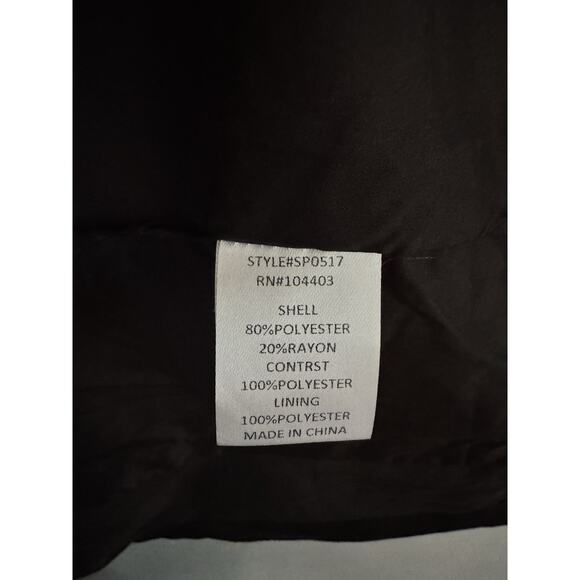 STYLE#SP0517
RN#104403
SHELL
80%POLYESTER
20%RAYON
CONTRST
100%POLYESTER
LINING
100%POLYESTER
MADE IN CHINA